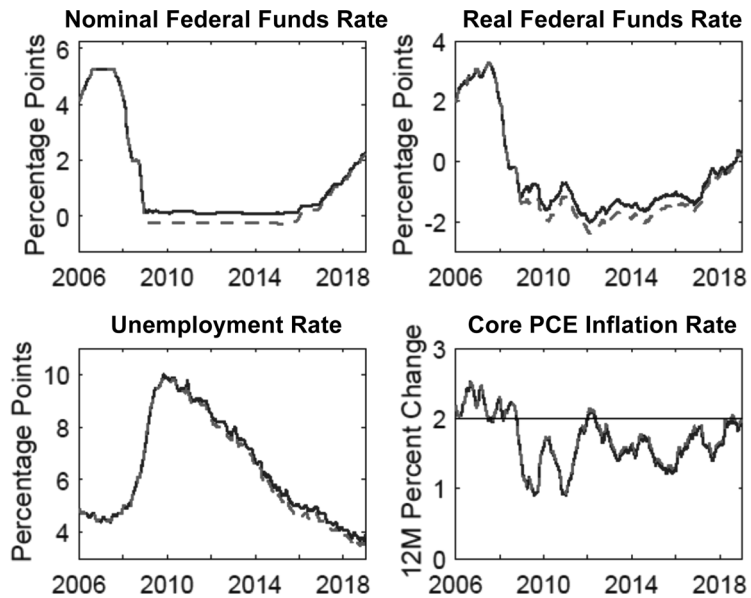 Nominal Federal Funds Rate
Percentage Points
6
4
2
0
2006 2010 2014 2018
Real Federal Funds Rate
Percentage Points
4
2
0
-2
2006 2010 2014 2018
Unemployment Rate
Percentage Points
10
8
6
4
2006 2010 2014 2018
Core PCE Inflation Rate
12M Percent Change
3
2
1
0
2006 2010 2014 2018